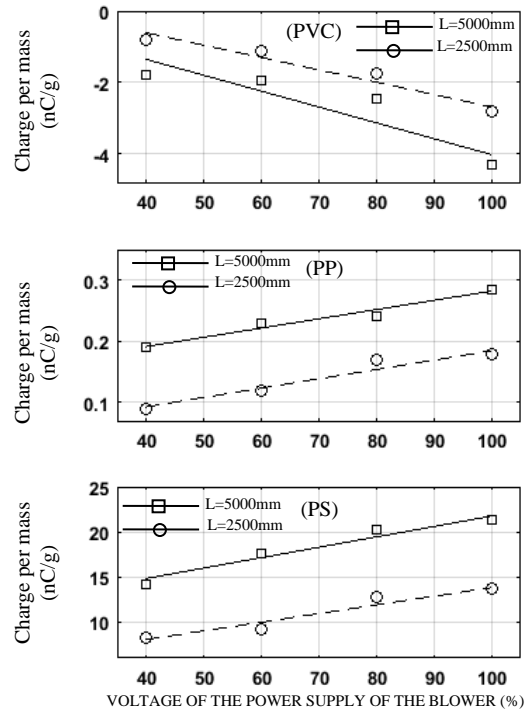 0
-2
-4
Charge per mass
(nC/g)
(PVC)
L=5000mm
L=2500mm
40 50 60 70 80 90 100
0.3
0.2
0.1
Charge per mass
(nC/g)
L=5000mm
L=2500mm
(PP)
40 50 60 70 80 90 100
25
20
15
10
Charge per mass
(nC/g)
L=5000mm
L=2500mm
(PS)
40 50 60 70 80 90 100
VOLTAGE OF THE POWER SUPPLY OF THE BLOWER (%)